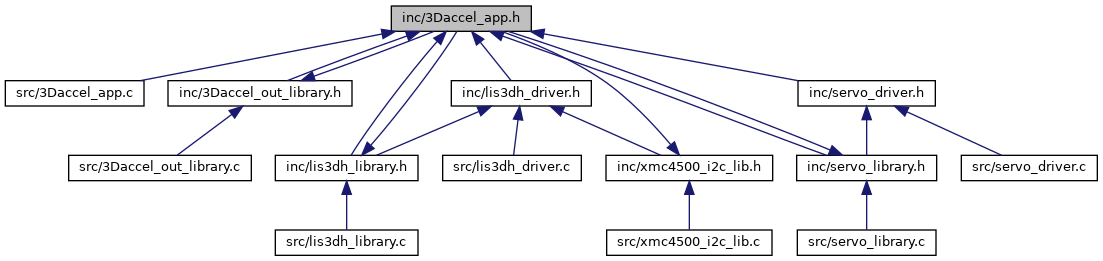 inc/3Daccel_app.h
src/3Daccel_app.c
inc/3Daccel_out_library.h
inc/lis3dh_driver.h
inc/servo_driver.h
src/3Daccel_out_library.c
inc/lis3dh_library.h
src/lis3dh_driver.c
inc/xmc4500_i2c_lib.h
inc/servo_library.h
src/servo_driver.c
src/lis3dh_library.c
src/xmc4500_i2c_lib.c
src/servo_library.c